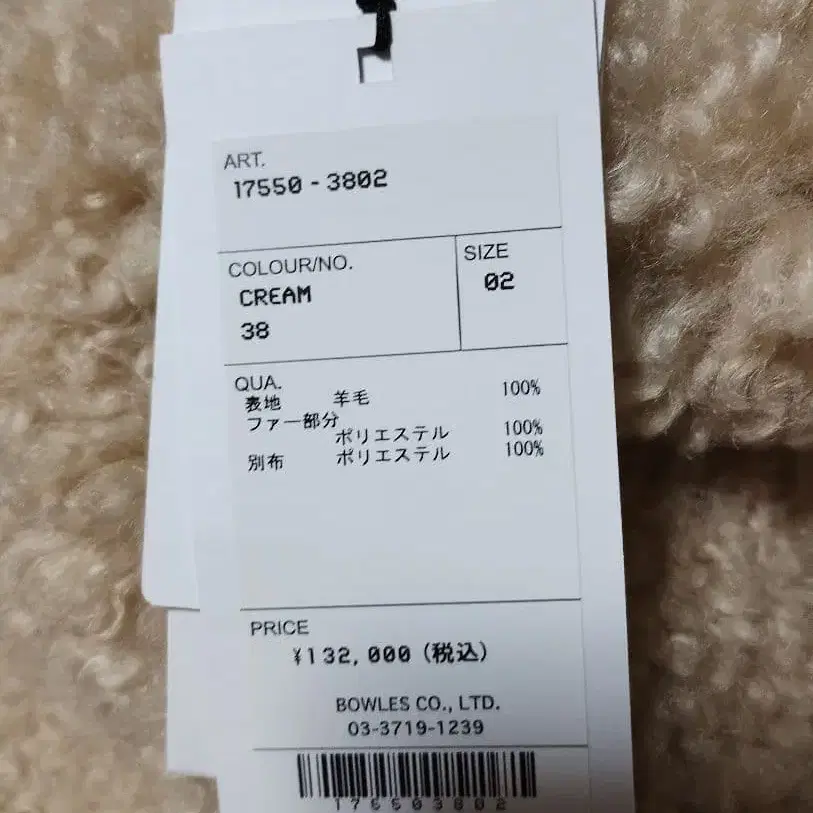 ART.
17550 - 3802
COLOUR/NO.
CREAM
38
SIZE
02
QUA.
表地 羊毛 100%
ファー部分
ポリエステル 100%
別布 ポリエステル 100%
PRICE
¥132,000 (税込)
BOWLES CO., LTD.
03-3719-1239
175503802